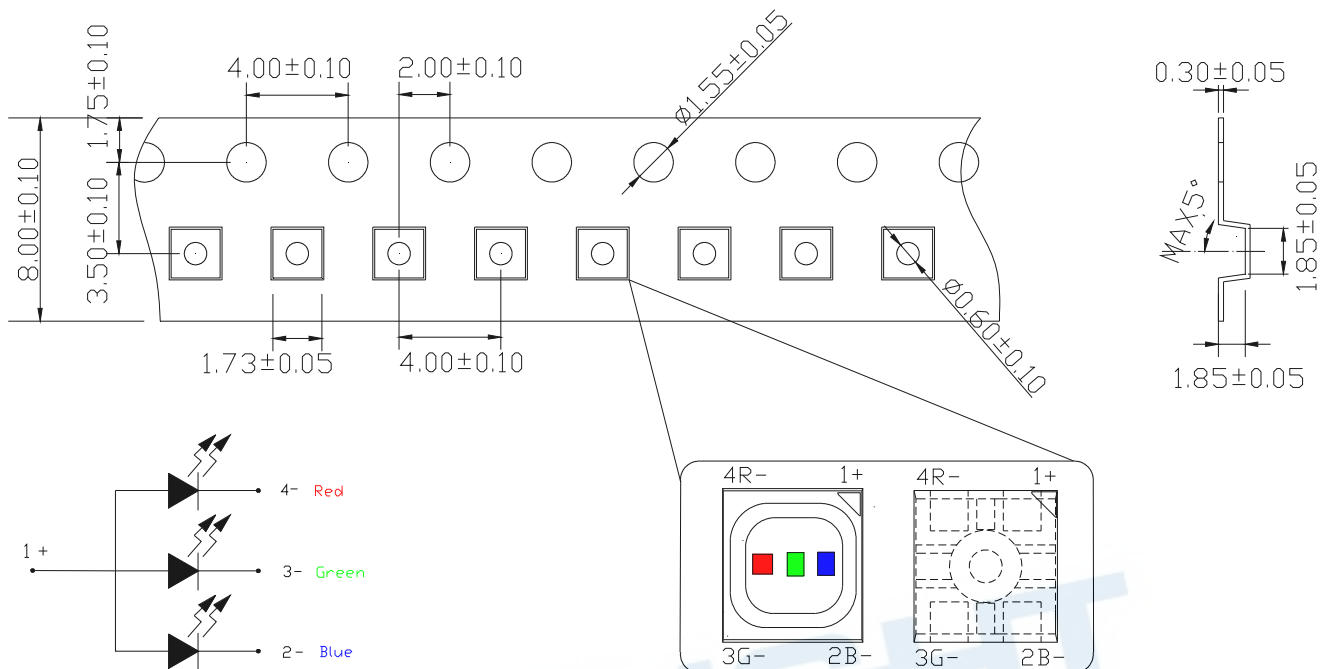 4.00±0.10
2.00±0.10
Ø1.55±0.05
1.75±0.10
8.00±0.10
3.50±0.10
1.73±0.05
4.00±0.10
Ø0.60±0.10
0.30±0.05
MAX5°
1.85±0.05
1.85±0.05
1 +
4- Red
3- Green
2- Blue
4R- 1+
3G- 2B-
4R- 1+
3G- 2B-